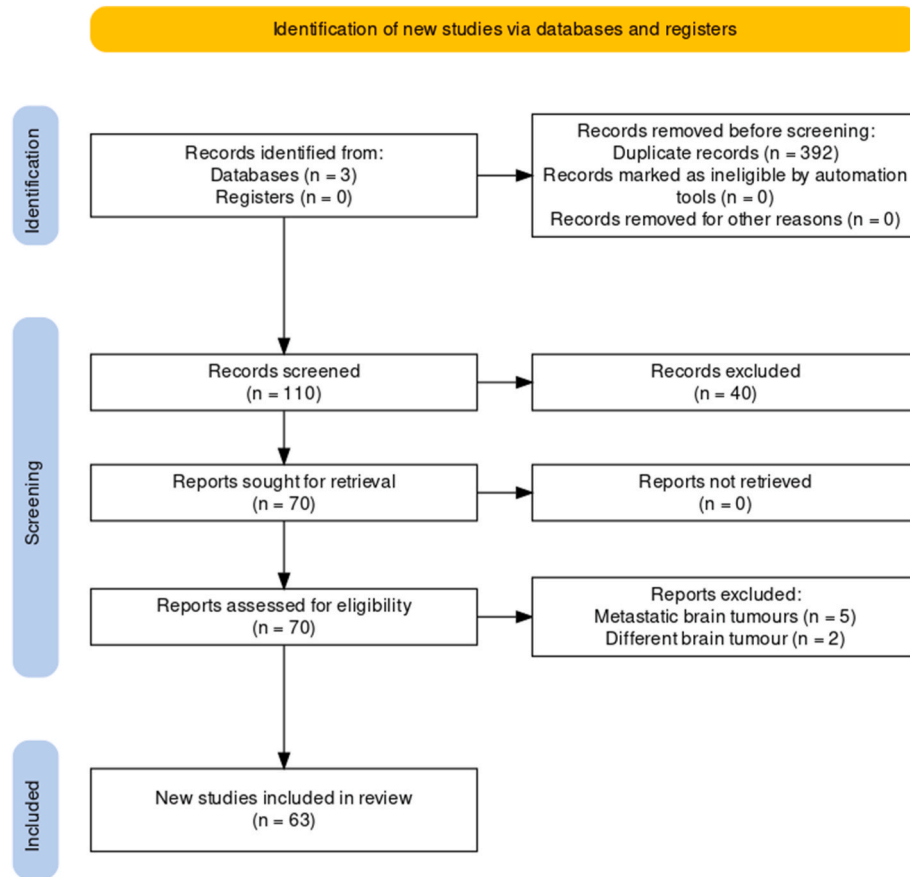 Identification of new studies via databases and registers
Identification
Records identified from:
Databases (n = 3)
Registers (n = 0)
Records removed before screening:
Duplicate records (n = 392)
Records marked as ineligible by automation
tools (n = 0)
Records removed for other reasons (n = 0)
Screening
Records screened
(n = 110)
Records excluded
(n = 40)
Reports sought for retrieval
(n = 70)
Reports not retrieved
(n = 0)
Reports assessed for eligibility
(n = 70)
Reports excluded:
Metastatic brain tumours (n = 5)
Different brain tumour (n = 2)
Included
New studies included in review
(n = 63)